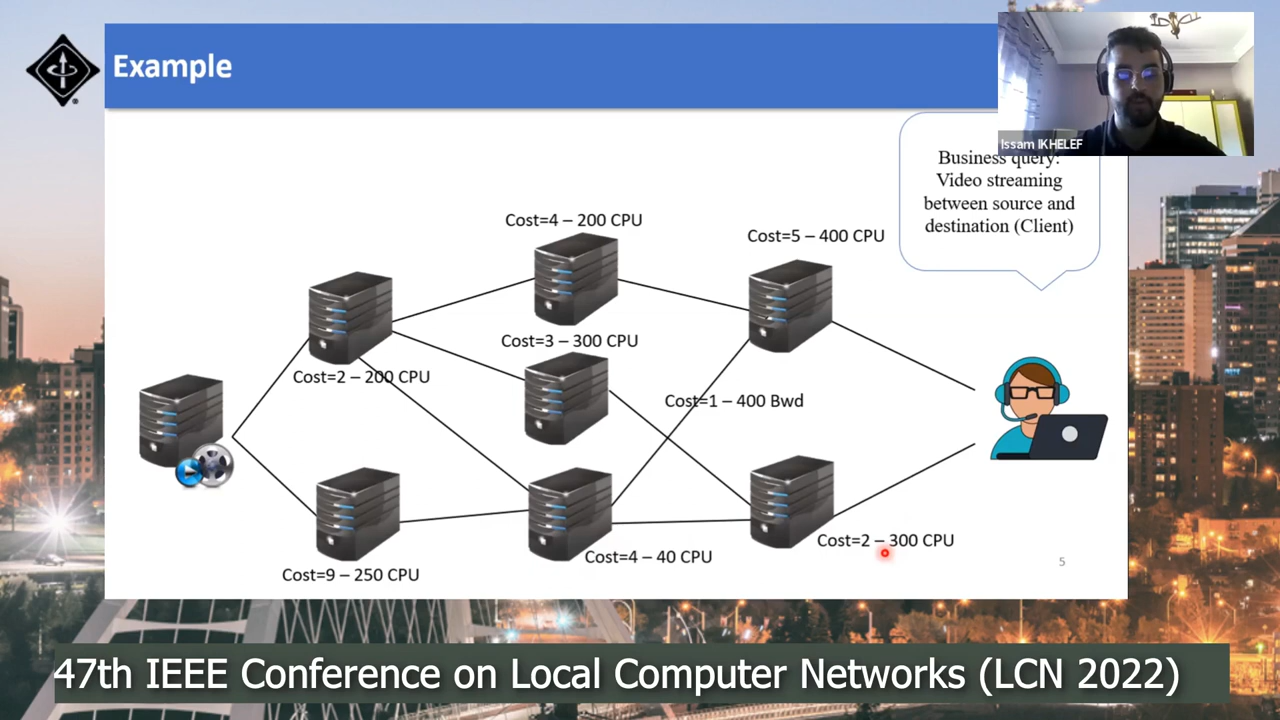 Example
Issam IKHELEF
Business query:
Video streaming
between source and
destination (Client)
Cost=4 – 200 CPU
Cost=5 – 400 CPU
Cost=3 – 300 CPU
Cost=2 – 200 CPU
Cost=1 – 400 Bwd
Cost=2 – 300 CPU
Cost=4 – 40 CPU
Cost=9 – 250 CPU
5
47th IEEE Conference on Local Computer Networks (LCN 2022)